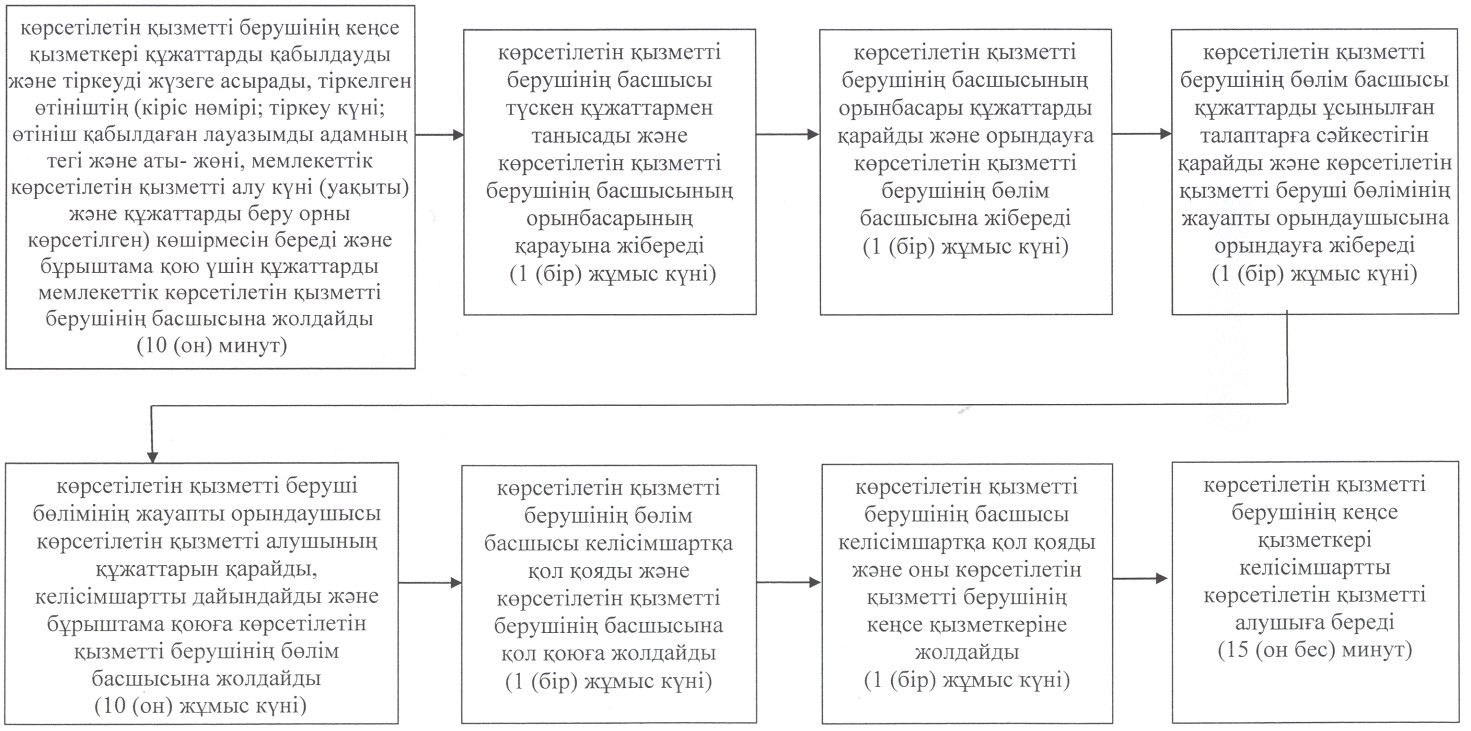 көрсетілетін қызметті берушінің кеңсе
қызметкері құжаттарды қабылдауды
және тіркеуді жүзеге асырады, тіркелген
өтініштің (кіріс нөмірі; тіркеу күні;
өтініш қабылдаған лауазымды адамның
тегі және аты- жөні, мемлекеттік
көрсетілетін қызметті алу күні (уақыты)
және құжаттарды беру орны
көрсетілген) көшірмесін береді және
бұрыштама қою үшін құжаттарды
мемлекеттік көрсетілетін қызметті
берушінің басшысына жолдайды
(10 (он) минут)
көрсетілетін қызметті
берушінің басшысы
түскен құжаттармен
танысады және
көрсетілетін қызметті
берушінің басшысының
орынбасарының
қарауына жібереді
(1 (бір) жұмыс күні)
көрсетілетін қызметті
берушінің басшысының
орынбасары құжаттарды
қарайды және орындауға
көрсетілетін қызметті
берушінің бөлім
басшысына жібереді
(1 (бір) жұмыс күні)
көрсетілетін қызметті
берушінің бөлім басшысы
құжаттарды ұсынылған
талаптарға сәйкестігін
қарайды және көрсетілетін
қызметті беруші бөлімінің
жауапты орындаушысына
орындауға жібереді
(1 (бір) жұмыс күні)
көрсетілетін қызметті беруші
бөлімінің жауапты орындаушысы
көрсетілетін қызметті алушының
құжаттарын қарайды,
келісімшартты дайындайды және
бұрыштама қоюға көрсетілетін
қызметті берушінің бөлім
басшысына жолдайды
(10 (он) жұмыс күні)
көрсетілетін қызметті
берушінің бөлім
басшысы келісімшартқа
қол қояды және
көрсетілетін қызметті
берушінің басшысына
қол қоюға жолдайды
(1 (бір) жұмыс күні)
көрсетілетін қызметті
берушінің басшысы
келісімшартқа қол қояды
және оны көрсетілетін
қызметті берушінің
кеңсе қызметкеріне
жолдайды
(1 (бір) жұмыс күні)
көрсетілетін қызметті
берушінің кеңсе
қызметкері
келісімшартты
көрсетілетін қызметті
алушыға береді
(15 (он бес) минут)